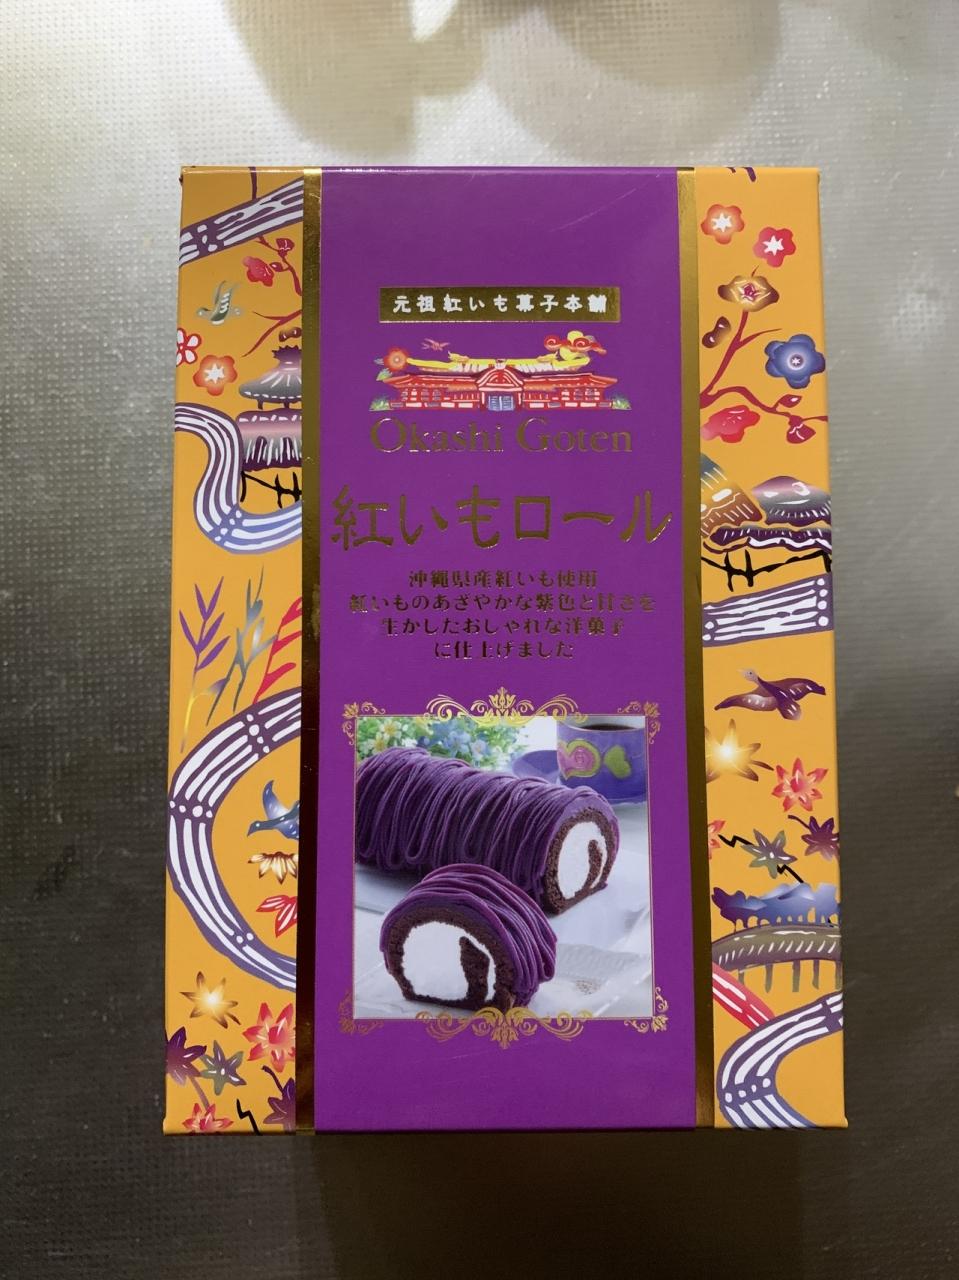 元祖紅いも菓子本舗
Okashi Goten
紅いもロール
沖縄県産紅いも使用
紅いものあざやかな紫色と甘さを
生かしたおしゃれな洋菓子
に仕上げました